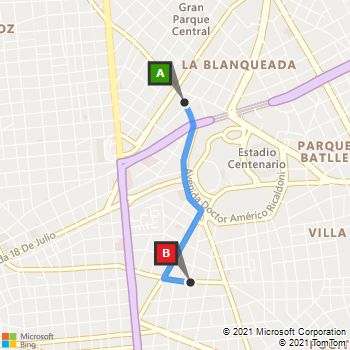 Gran
Parque
Central
OZ
LA BLANQUEADA
A
Estadio
Centenario
PARQUE
BATLLE
Avenida Doctor Américo Ricaldoni
da 18 De Julio
VILLA
B
Microsoft
Bing
© 2021 Microsoft Corporation
© 2021 TomTom